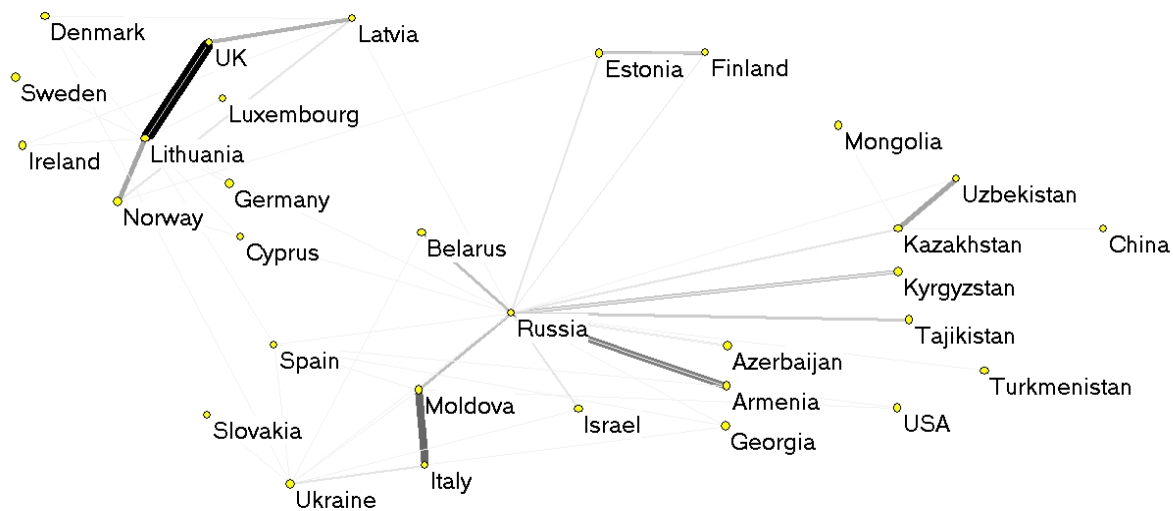 Denmark
UK
Latvia
Estonia
Finland
Sweden
Luxembourg
Mongolia
Ireland
Lithuania
Germany
Uzbekistan
Norway
Cyprus
Belarus
Kazakhstan
China
Kyrgyzstan
Russia
Tajikistan
Spain
Azerbaijan
Turkmenistan
Moldova
Armenia
Slovakia
Israel
Georgia
USA
Italy
Ukraine